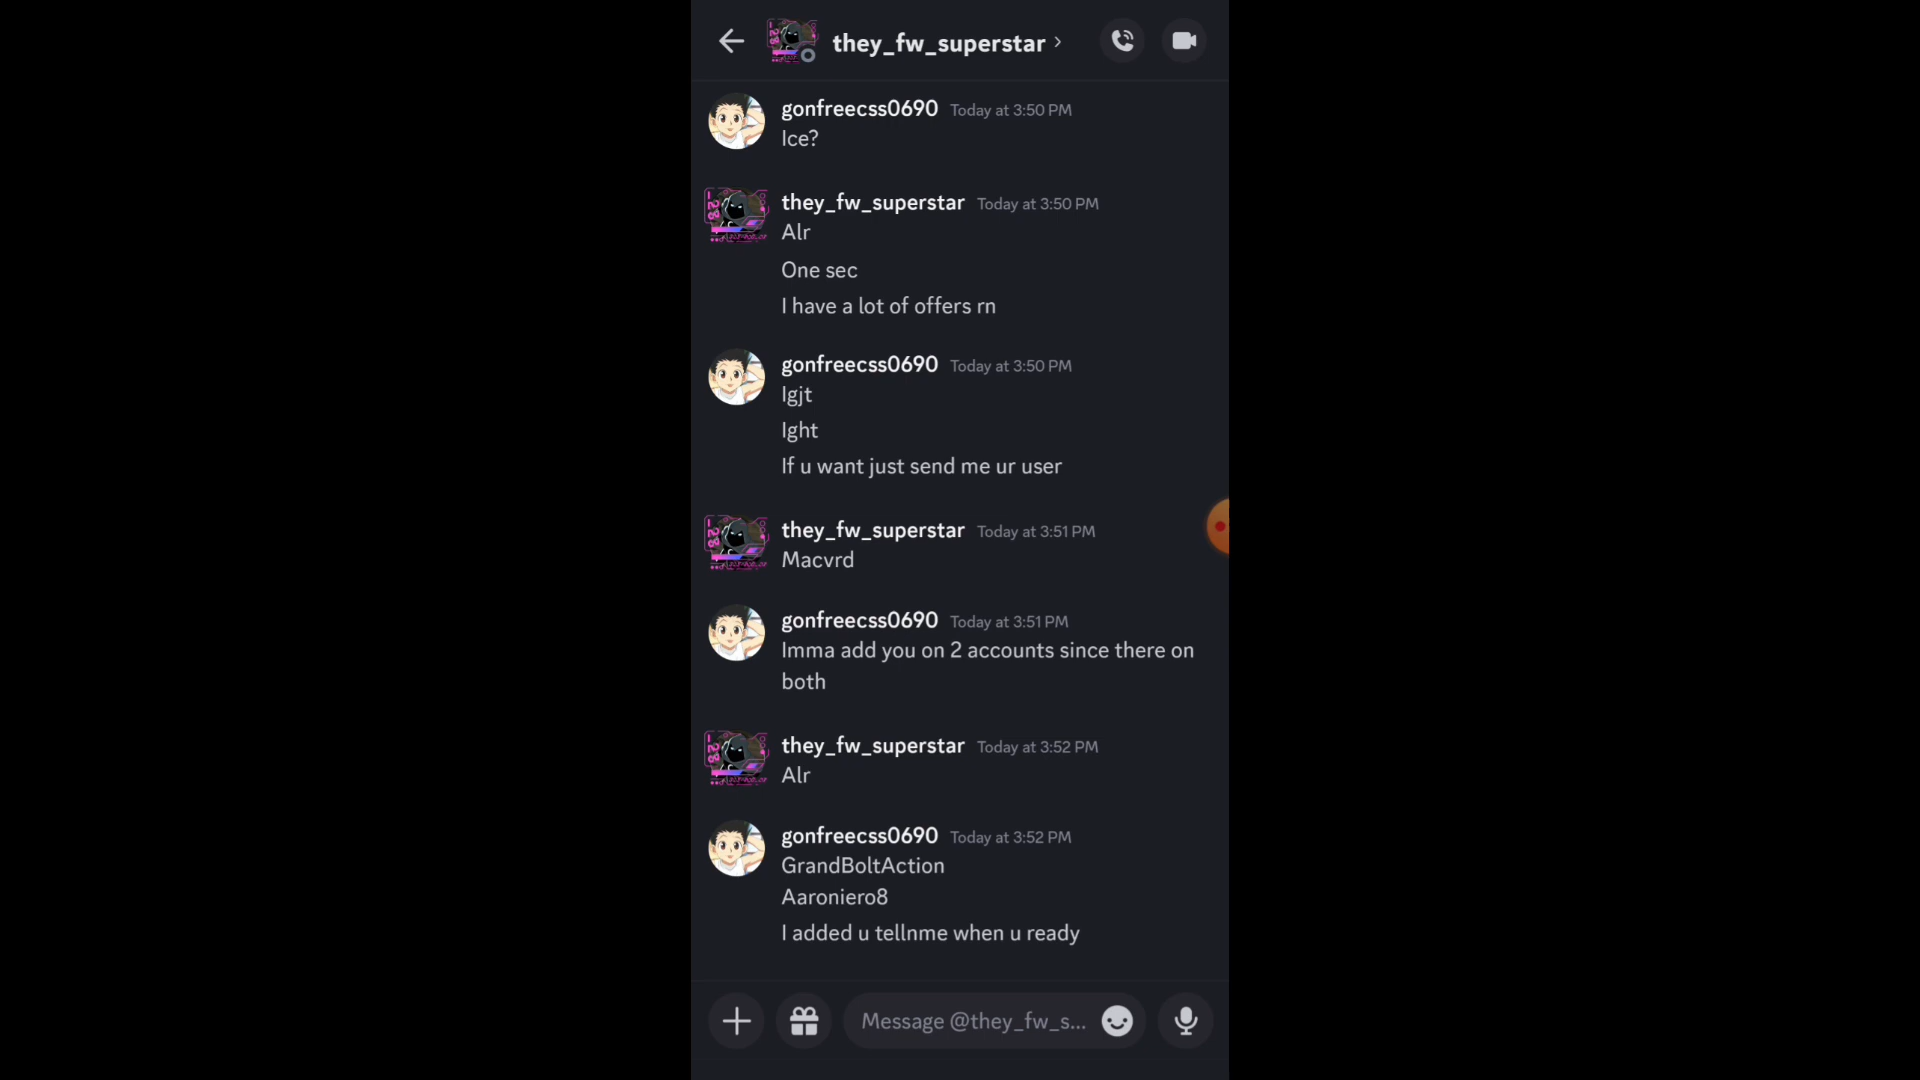 they_fw_superstar
gonfreecss0690 Today at 3:50 PM
Ice?
they_fw_superstar Today at 3:50 PM
Alr
One sec
I have a lot of offers rn
gonfreecss0690 Today at 3:50 PM
Igjt
Ight
If u want just send me ur user
they_fw_superstar Today at 3:51 PM
Macvrd
gonfreecss0690 Today at 3:51 PM
Imma add you on 2 accounts since there on
both
they_fw_superstar Today at 3:52 PM
Alr
gonfreecss0690 Today at 3:52 PM
GrandBoltAction
Aaroniero8
I added u tellnme when u ready
Message @they_fw_s...